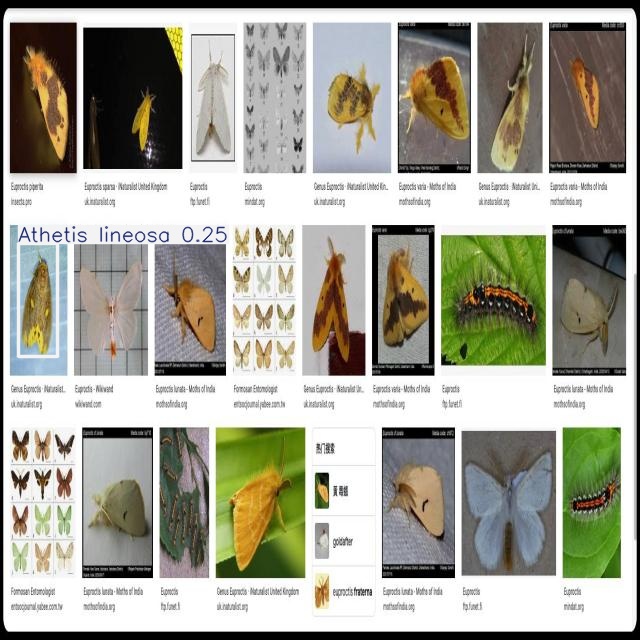 Euproctis piperita
insecta.pro
Euproctis sparsa · iNaturalist United Kingdom
uk.inaturalist.org
Euproctis
ftp.funet.fi
Euproctis
mindat.org
Genus Euproctis · iNaturalist United Kin...
uk.inaturalist.org
Euproctis varia - Moths of India
mothsofindia.org
Genus Euproctis · iNaturalist Uni...
uk.inaturalist.org
Euproctis varia - Moths of India
mothsofindia.org
Athetis lineosa 0.25
Genus Euproctis · iNaturalist...
uk.inaturalist.org
Euproctis - Wikiwand
wikiwand.com
Euproctis lunata - Moths of India
mothsofindia.org
Formosan Entomologist
entsocjournal.yabee.com.tw
Genus Euproctis · iNaturalist Un...
uk.inaturalist.org
Euproctis varia - Moths of India
mothsofindia.org
Euproctis
ftp.funet.fi
Euproctis lunata - Moths of India
mothsofindia.org
热门搜索
黃 毒蛾
goldafter
euproctis fraterna
Formosan Entomologist
entsocjournal.yabee.com.tw
Euproctis lunata - Moths of India
mothsofindia.org
Euproctis
ftp.funet.fi
Genus Euproctis · iNaturalist United Kingdom
uk.inaturalist.org
Euproctis lunata - Moths of India
mothsofindia.org
Euproctis
ftp.funet.fi
Euproctis
mindat.org